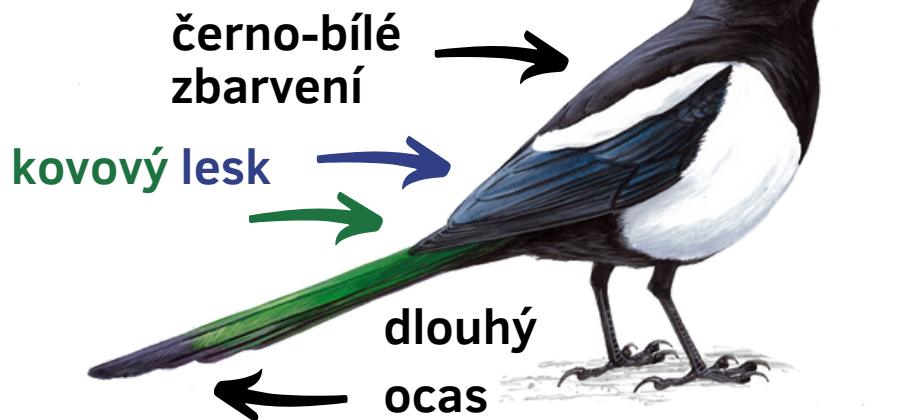 černo-bílé
zbarvení
kovový lesk
dlouhý
ocas